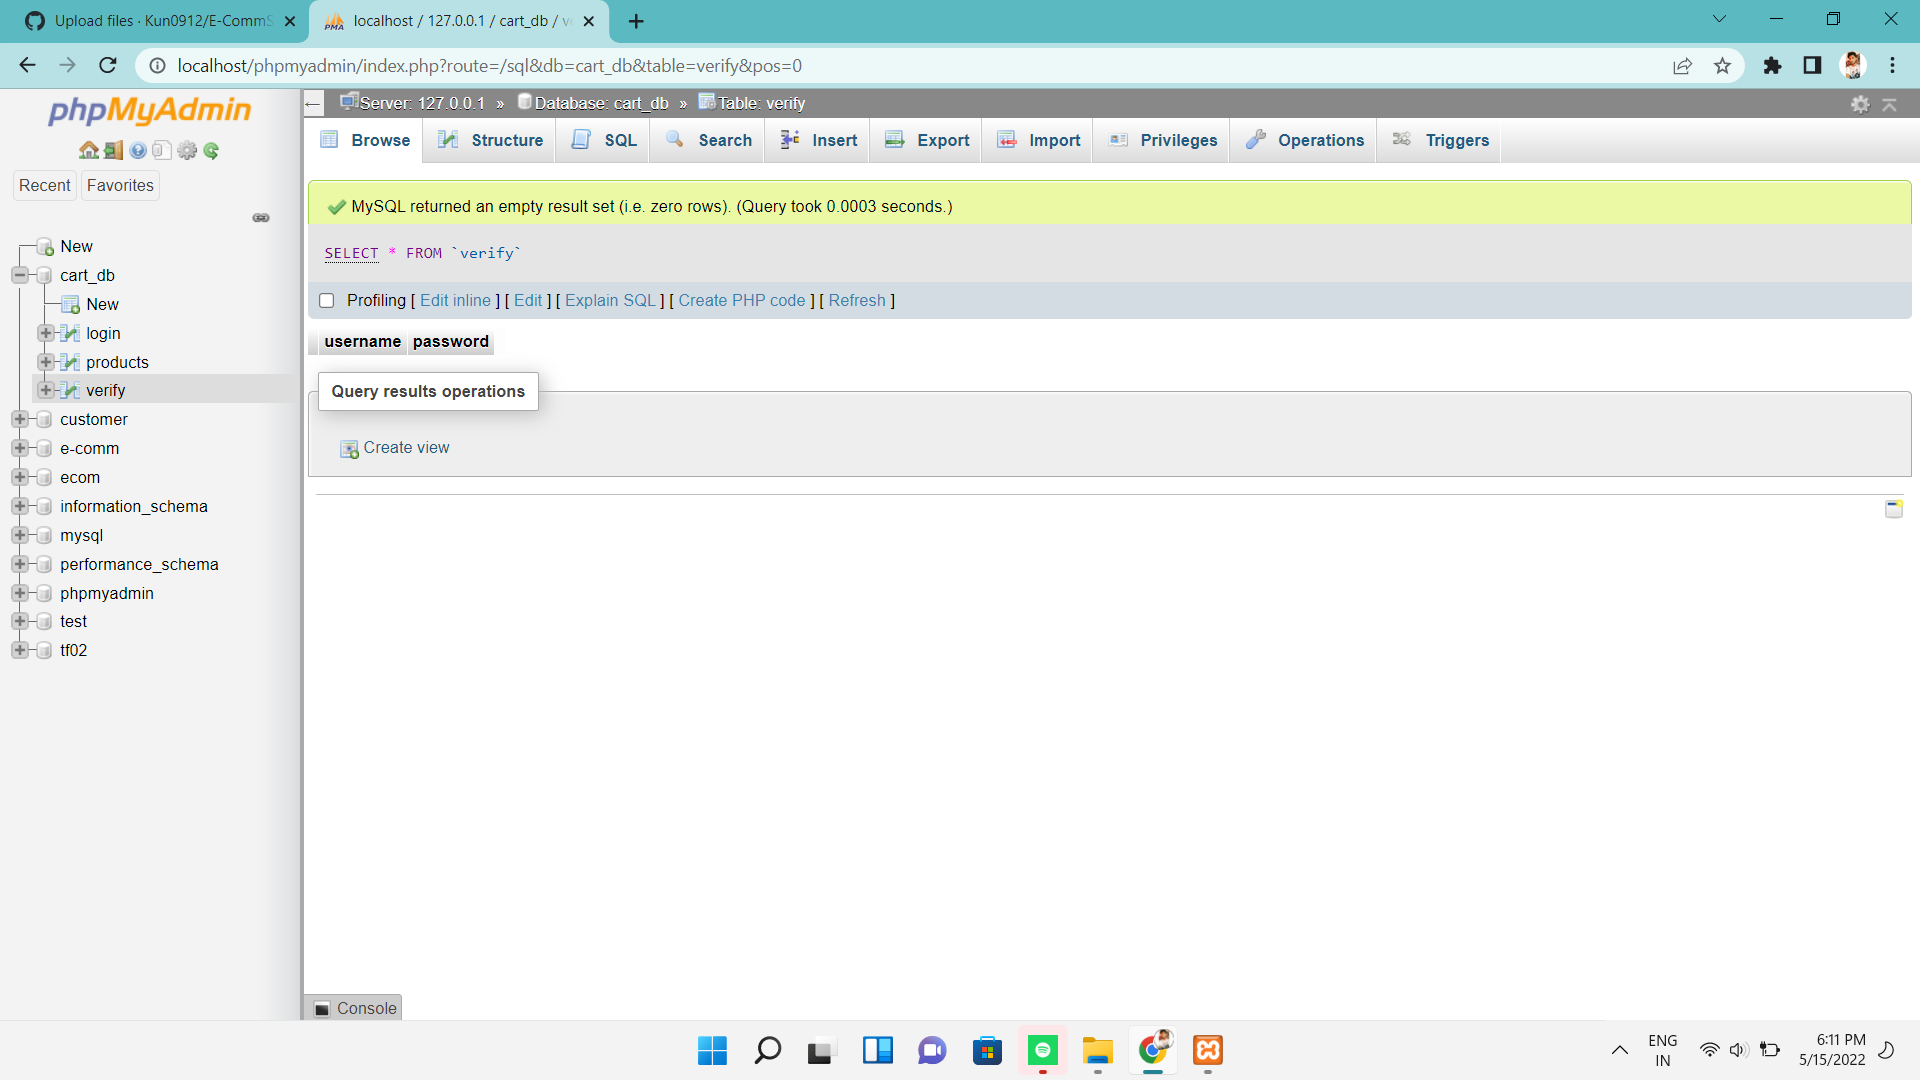 Upload files · Kun0912/E-CommS
localhost / 127.0.0.1 / cart_db / v
localhost/phpmyadmin/index.php?route=/sql&db=cart_db&table=verify&pos=0
phpMyAdmin
Recent Favorites
New
cart_db
New
login
products
verify
customer
e-comm
ecom
information_schema
mysql
performance_schema
phpmyadmin
test
tf02
Server: 127.0.0.1 » Database: cart_db » Table: verify
Browse Structure SQL Search Insert Export Import Privileges Operations Triggers
MySQL returned an empty result set (i.e. zero rows). (Query took 0.0003 seconds.)
SELECT * FROM `verify`
Profiling [ Edit inline ] [ Edit ] [ Explain SQL ] [ Create PHP code ] [ Refresh ]
username password
Query results operations
Create view
Console
ENG
IN
6:11 PM
5/15/2022